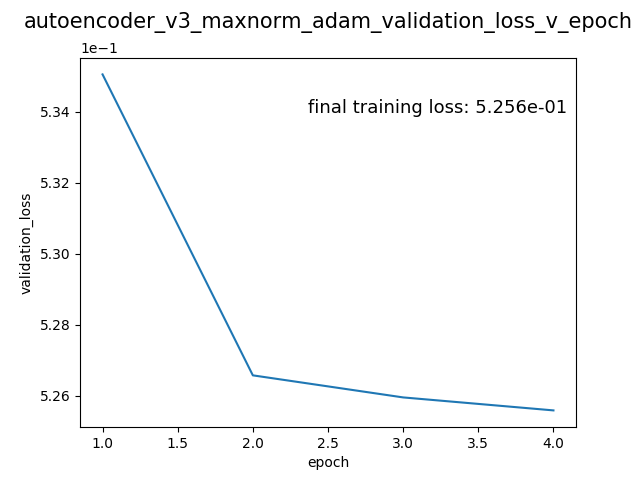 autoencoder_v3_maxnorm_adam_validation_loss_v_epoch
1e−1
final training loss: 5.256e-01
5.34
5.32
5.30
5.28
5.26
validation_loss
1.0 1.5 2.0 2.5 3.0 3.5 4.0
epoch